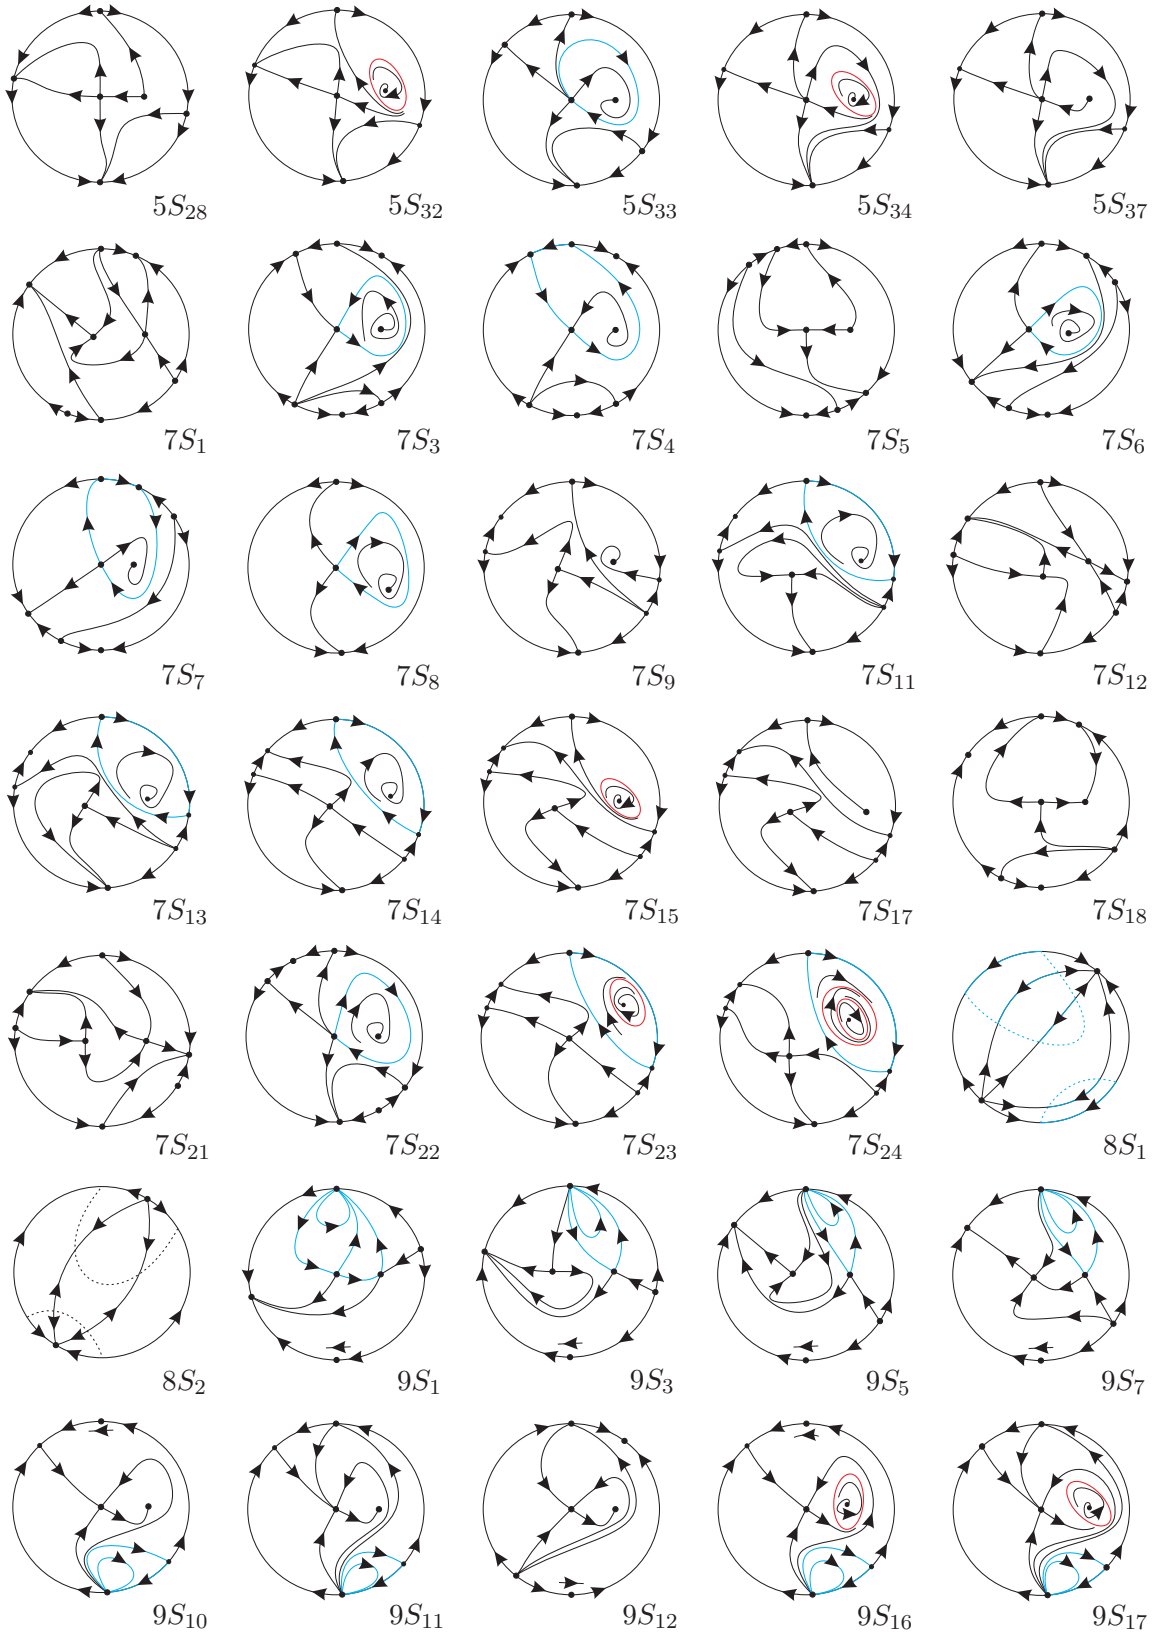 5S₂₈ 5S₃₂ 5S₃₃ 5S₃₄ 5S₃₇
7S₁ 7S₃ 7S₄ 7S₅ 7S₆
7S₇ 7S₈ 7S₉ 7S₁₁ 7S₁₂
7S₁₃ 7S₁₄ 7S₁₅ 7S₁₇ 7S₁₈
7S₂₁ 7S₂₂ 7S₂₃ 7S₂₄ 8S₁
8S₂ 9S₁ 9S₃ 9S₅ 9S₇
9S₁₀ 9S₁₁ 9S₁₂ 9S₁₆ 9S₁₇